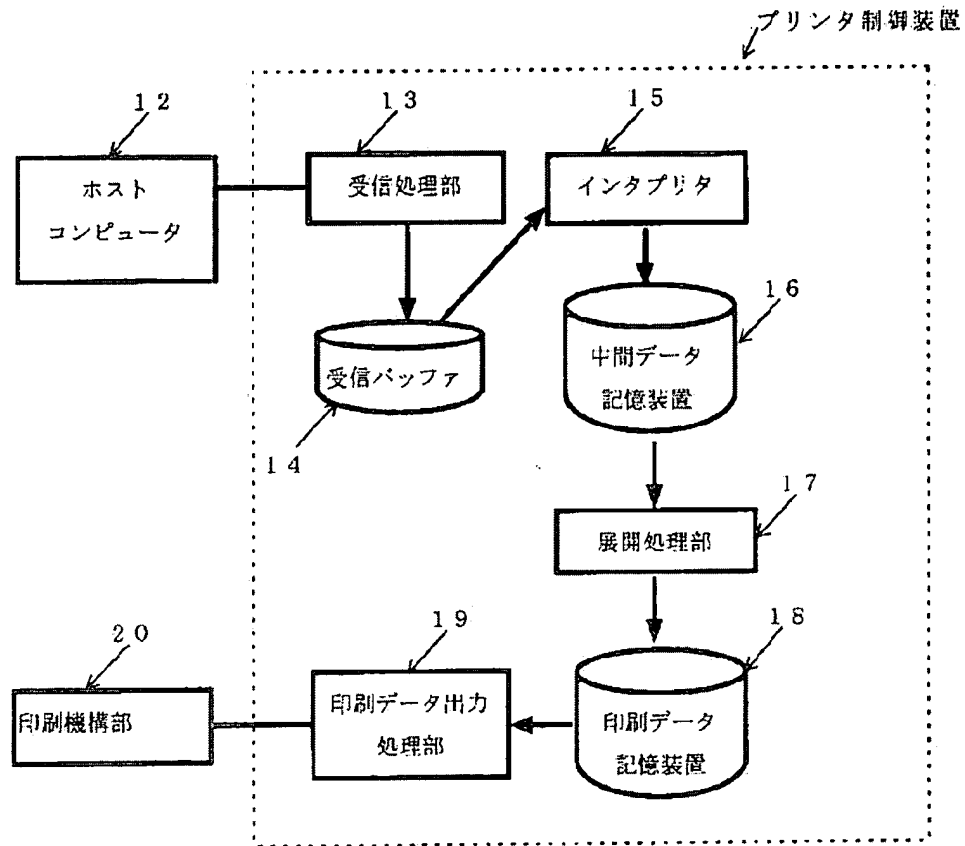 プリンタ制御装置
12
ホスト
コンピュータ
13
受信処理部
15
インタプリタ
受信バッファ
14
16
中間データ
記憶装置
17
展開処理部
18
印刷データ
記憶装置
19
印刷データ出力
処理部
20
印刷機構部